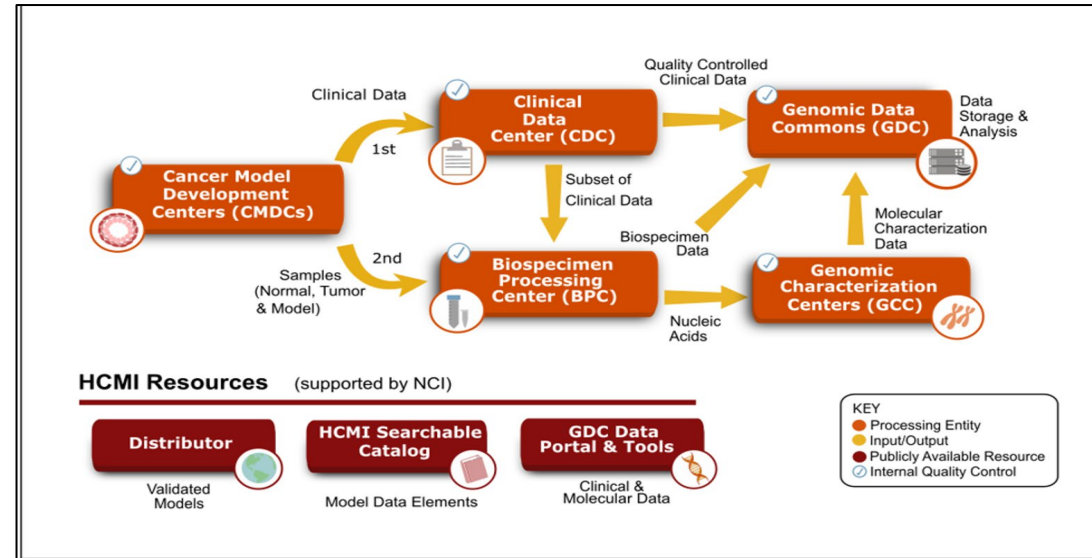 Clinical Data
1st
Cancer Model
Development
Centers (CMDCs)
2nd
Samples
(Normal, Tumor
& Model)
Clinical
Data
Center (CDC)
Quality Controlled
Clinical Data
Genomic Data
Commons (GDC)
Data
Storage &
Analysis
Subset of
Clinical Data
Biospecimen
Data
Molecular
Characterization
Data
Biospecimen
Processing
Center (BPC)
Nucleic
Acids
Genomic
Characterization
Centers (GCC)
HCMI Resources (supported by NCI)
Distributor
Validated
Models
HCMI Searchable
Catalog
Model Data Elements
GDC Data
Portal & Tools
Clinical &
Molecular Data
KEY
Processing Entity
Input/Output
Publicly Available Resource
Internal Quality Control